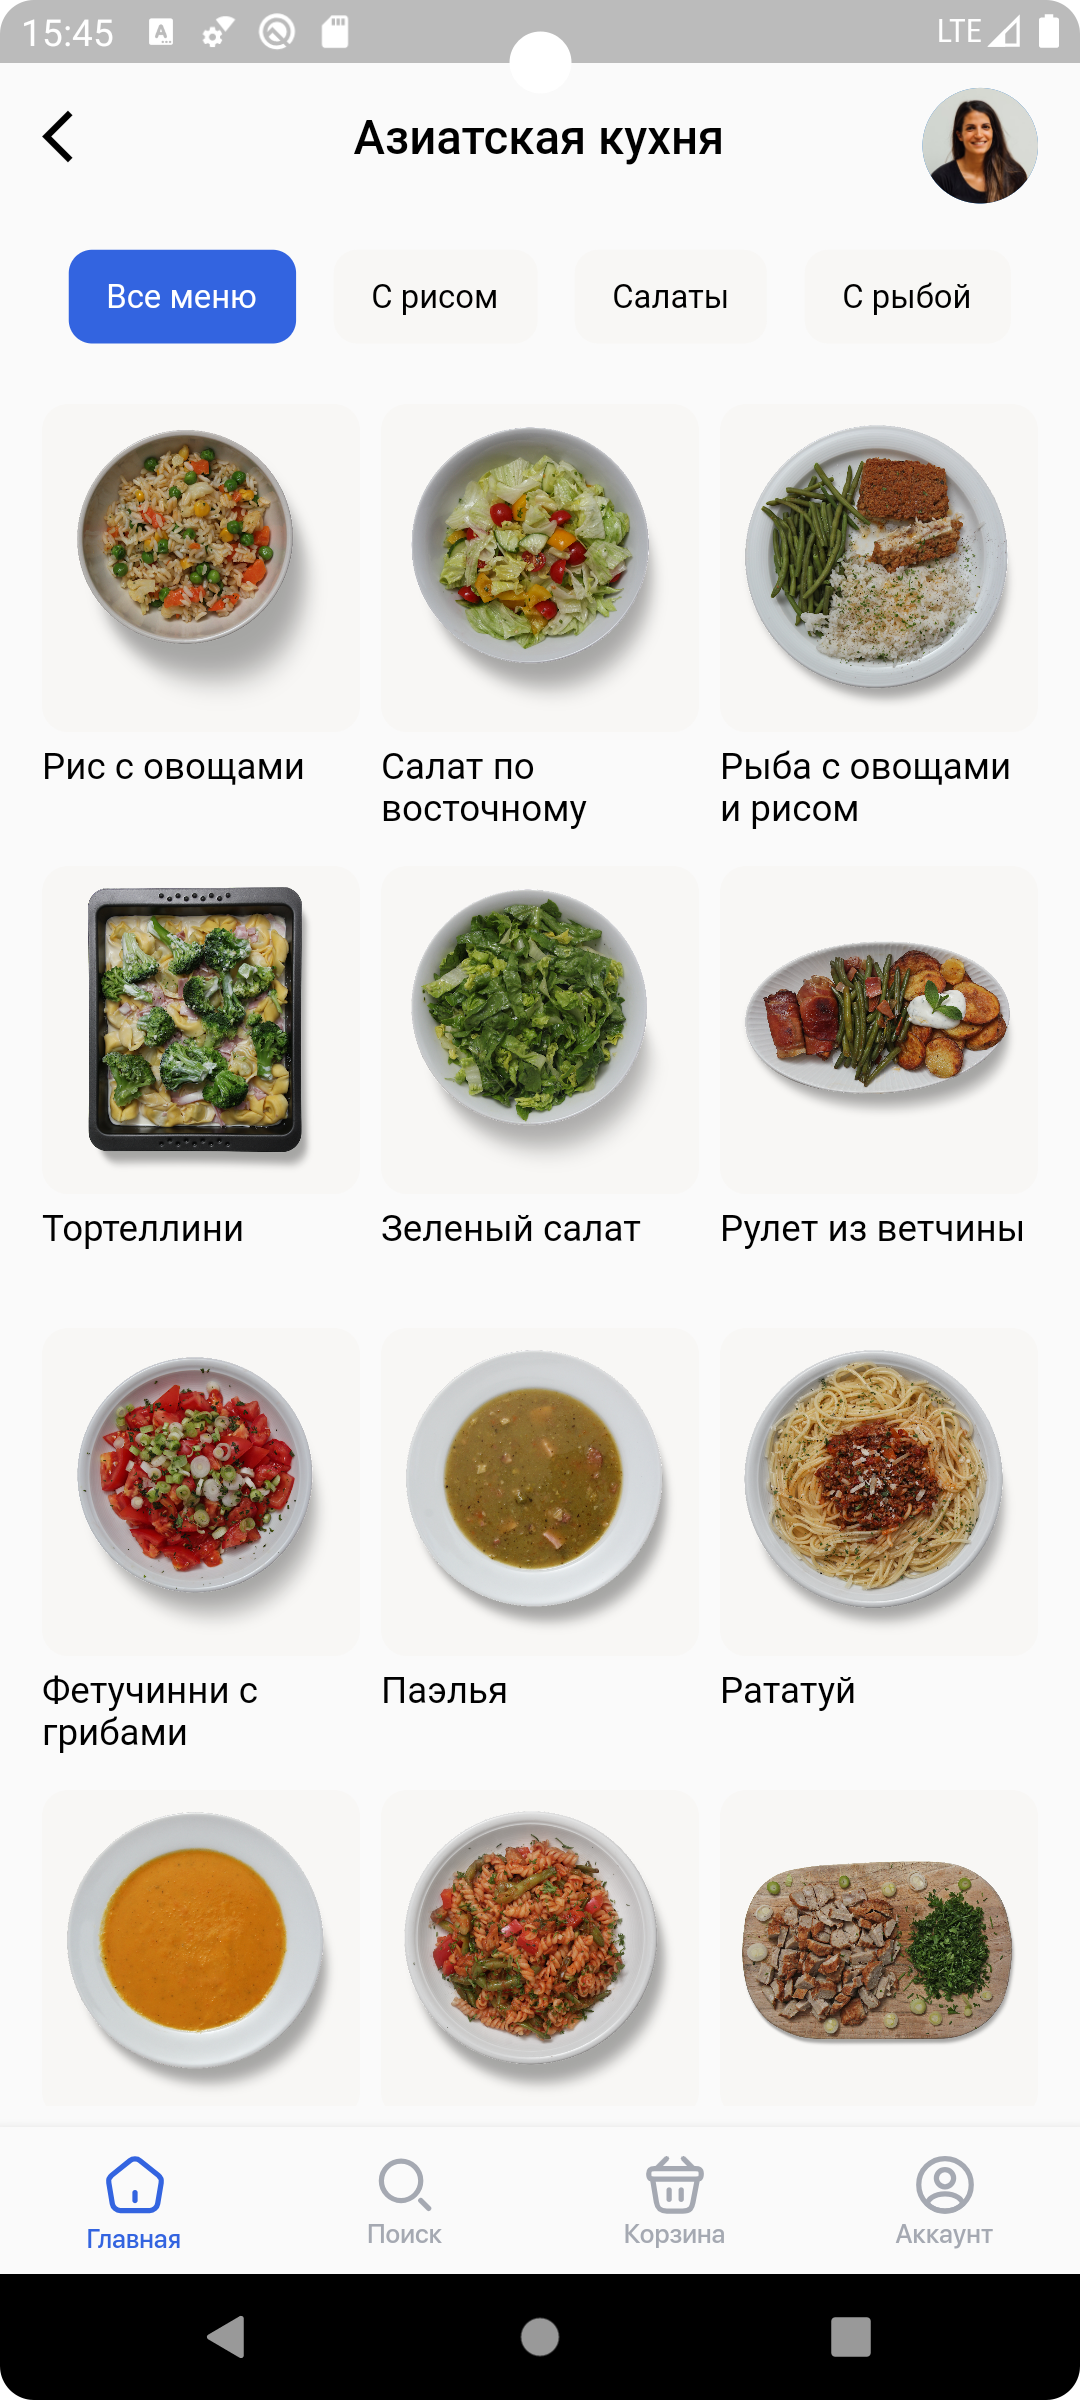 15:45
LTE
Азиатская кухня
Все меню
С рисом
Салаты
С рыбой
Рис с овощами
Салат по
восточному
Рыба с овощами
и рисом
Тортеллини
Зеленый салат
Рулет из ветчины
Фетучинни с
грибами
Паэлья
Рататуй
Главная
Поиск
Корзина
Аккаунт